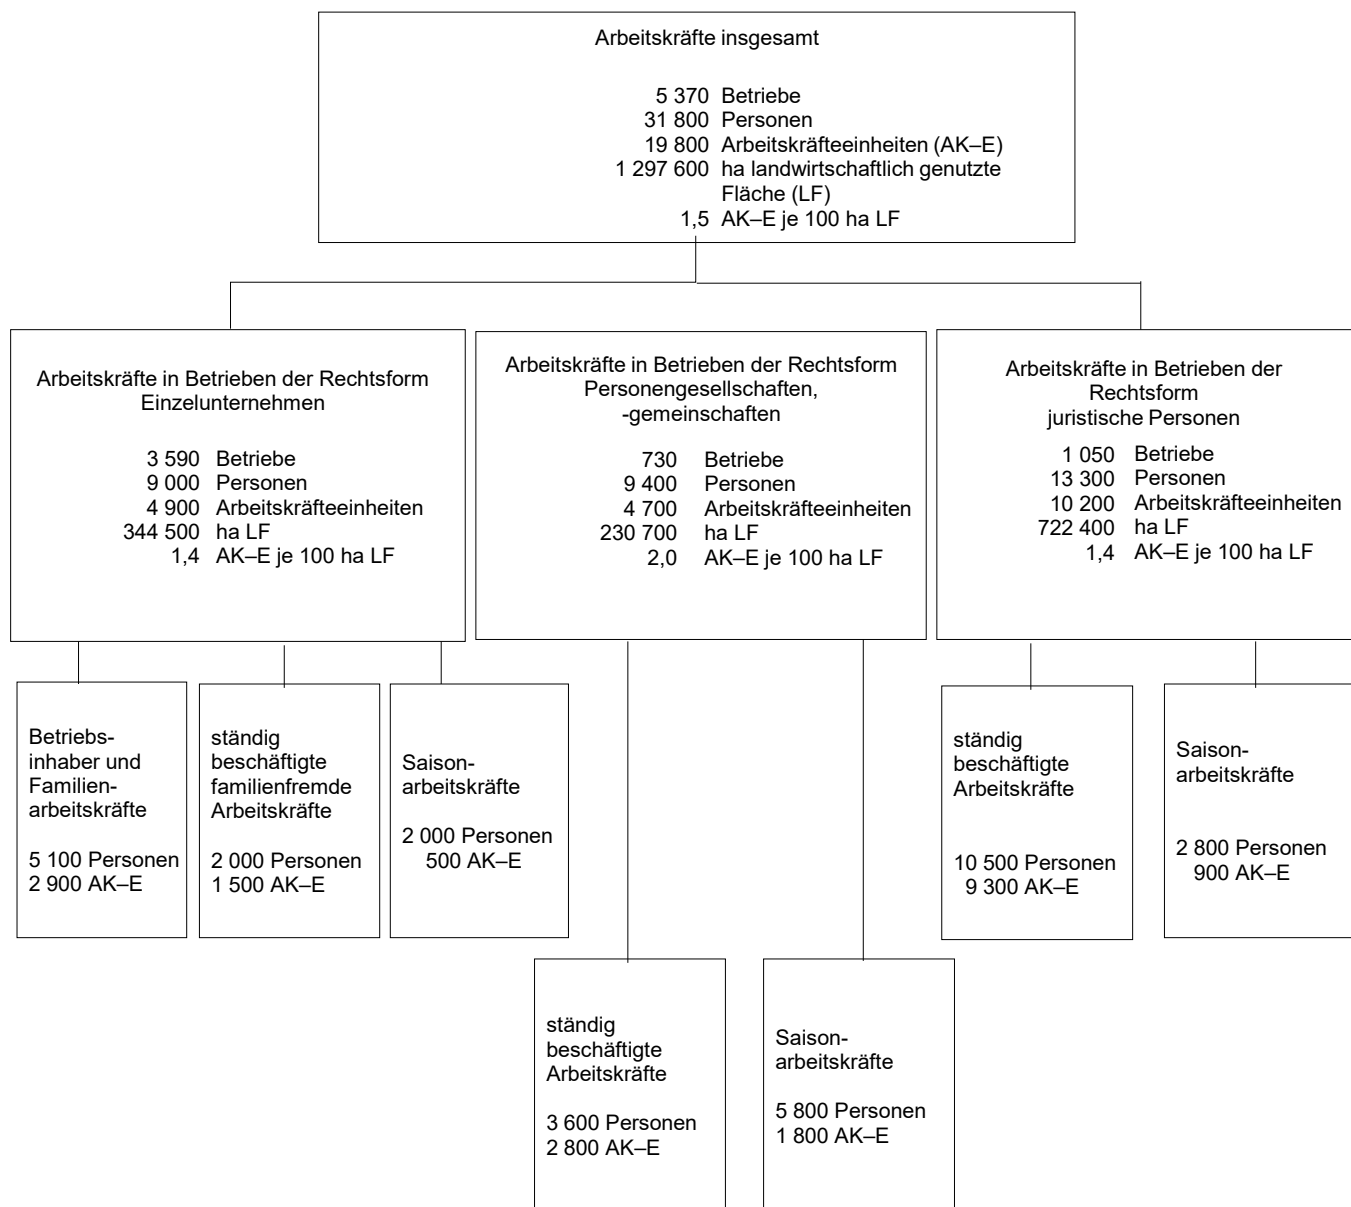 Arbeitskräfte insgesamt
5 370 Betriebe
31 800 Personen
19 800 Arbeitskräfteeinheiten (AK–E)
1 297 600 ha landwirtschaftlich genutzte
Fläche (LF)
1,5 AK–E je 100 ha LF
Arbeitskräfte in Betrieben der Rechtsform
Einzelunternehmen
3 590 Betriebe
9 000 Personen
4 900 Arbeitskräfteeinheiten
344 500 ha LF
1,4 AK–E je 100 ha LF
Arbeitskräfte in Betrieben der Rechtsform
Personengesellschaften,
-gemeinschaften
730 Betriebe
9 400 Personen
4 700 Arbeitskräfteeinheiten
230 700 ha LF
2,0 AK–E je 100 ha LF
Arbeitskräfte in Betrieben der
Rechtsform
juristische Personen
1 050 Betriebe
13 300 Personen
10 200 Arbeitskräfteeinheiten
722 400 ha LF
1,4 AK–E je 100 ha LF
Betriebs-
inhaber und
Familien-
arbeitskräfte
5 100 Personen
2 900 AK–E
ständig
beschäftigte
familienfremde
Arbeitskräfte
2 000 Personen
1 500 AK–E
Saison-
arbeitskräfte
2 000 Personen
500 AK–E
ständig
beschäftigte
Arbeitskräfte
3 600 Personen
2 800 AK–E
Saison-
arbeitskräfte
5 800 Personen
1 800 AK–E
ständig
beschäftigte
Arbeitskräfte
10 500 Personen
9 300 AK–E
Saison-
arbeitskräfte
2 800 Personen
900 AK–E